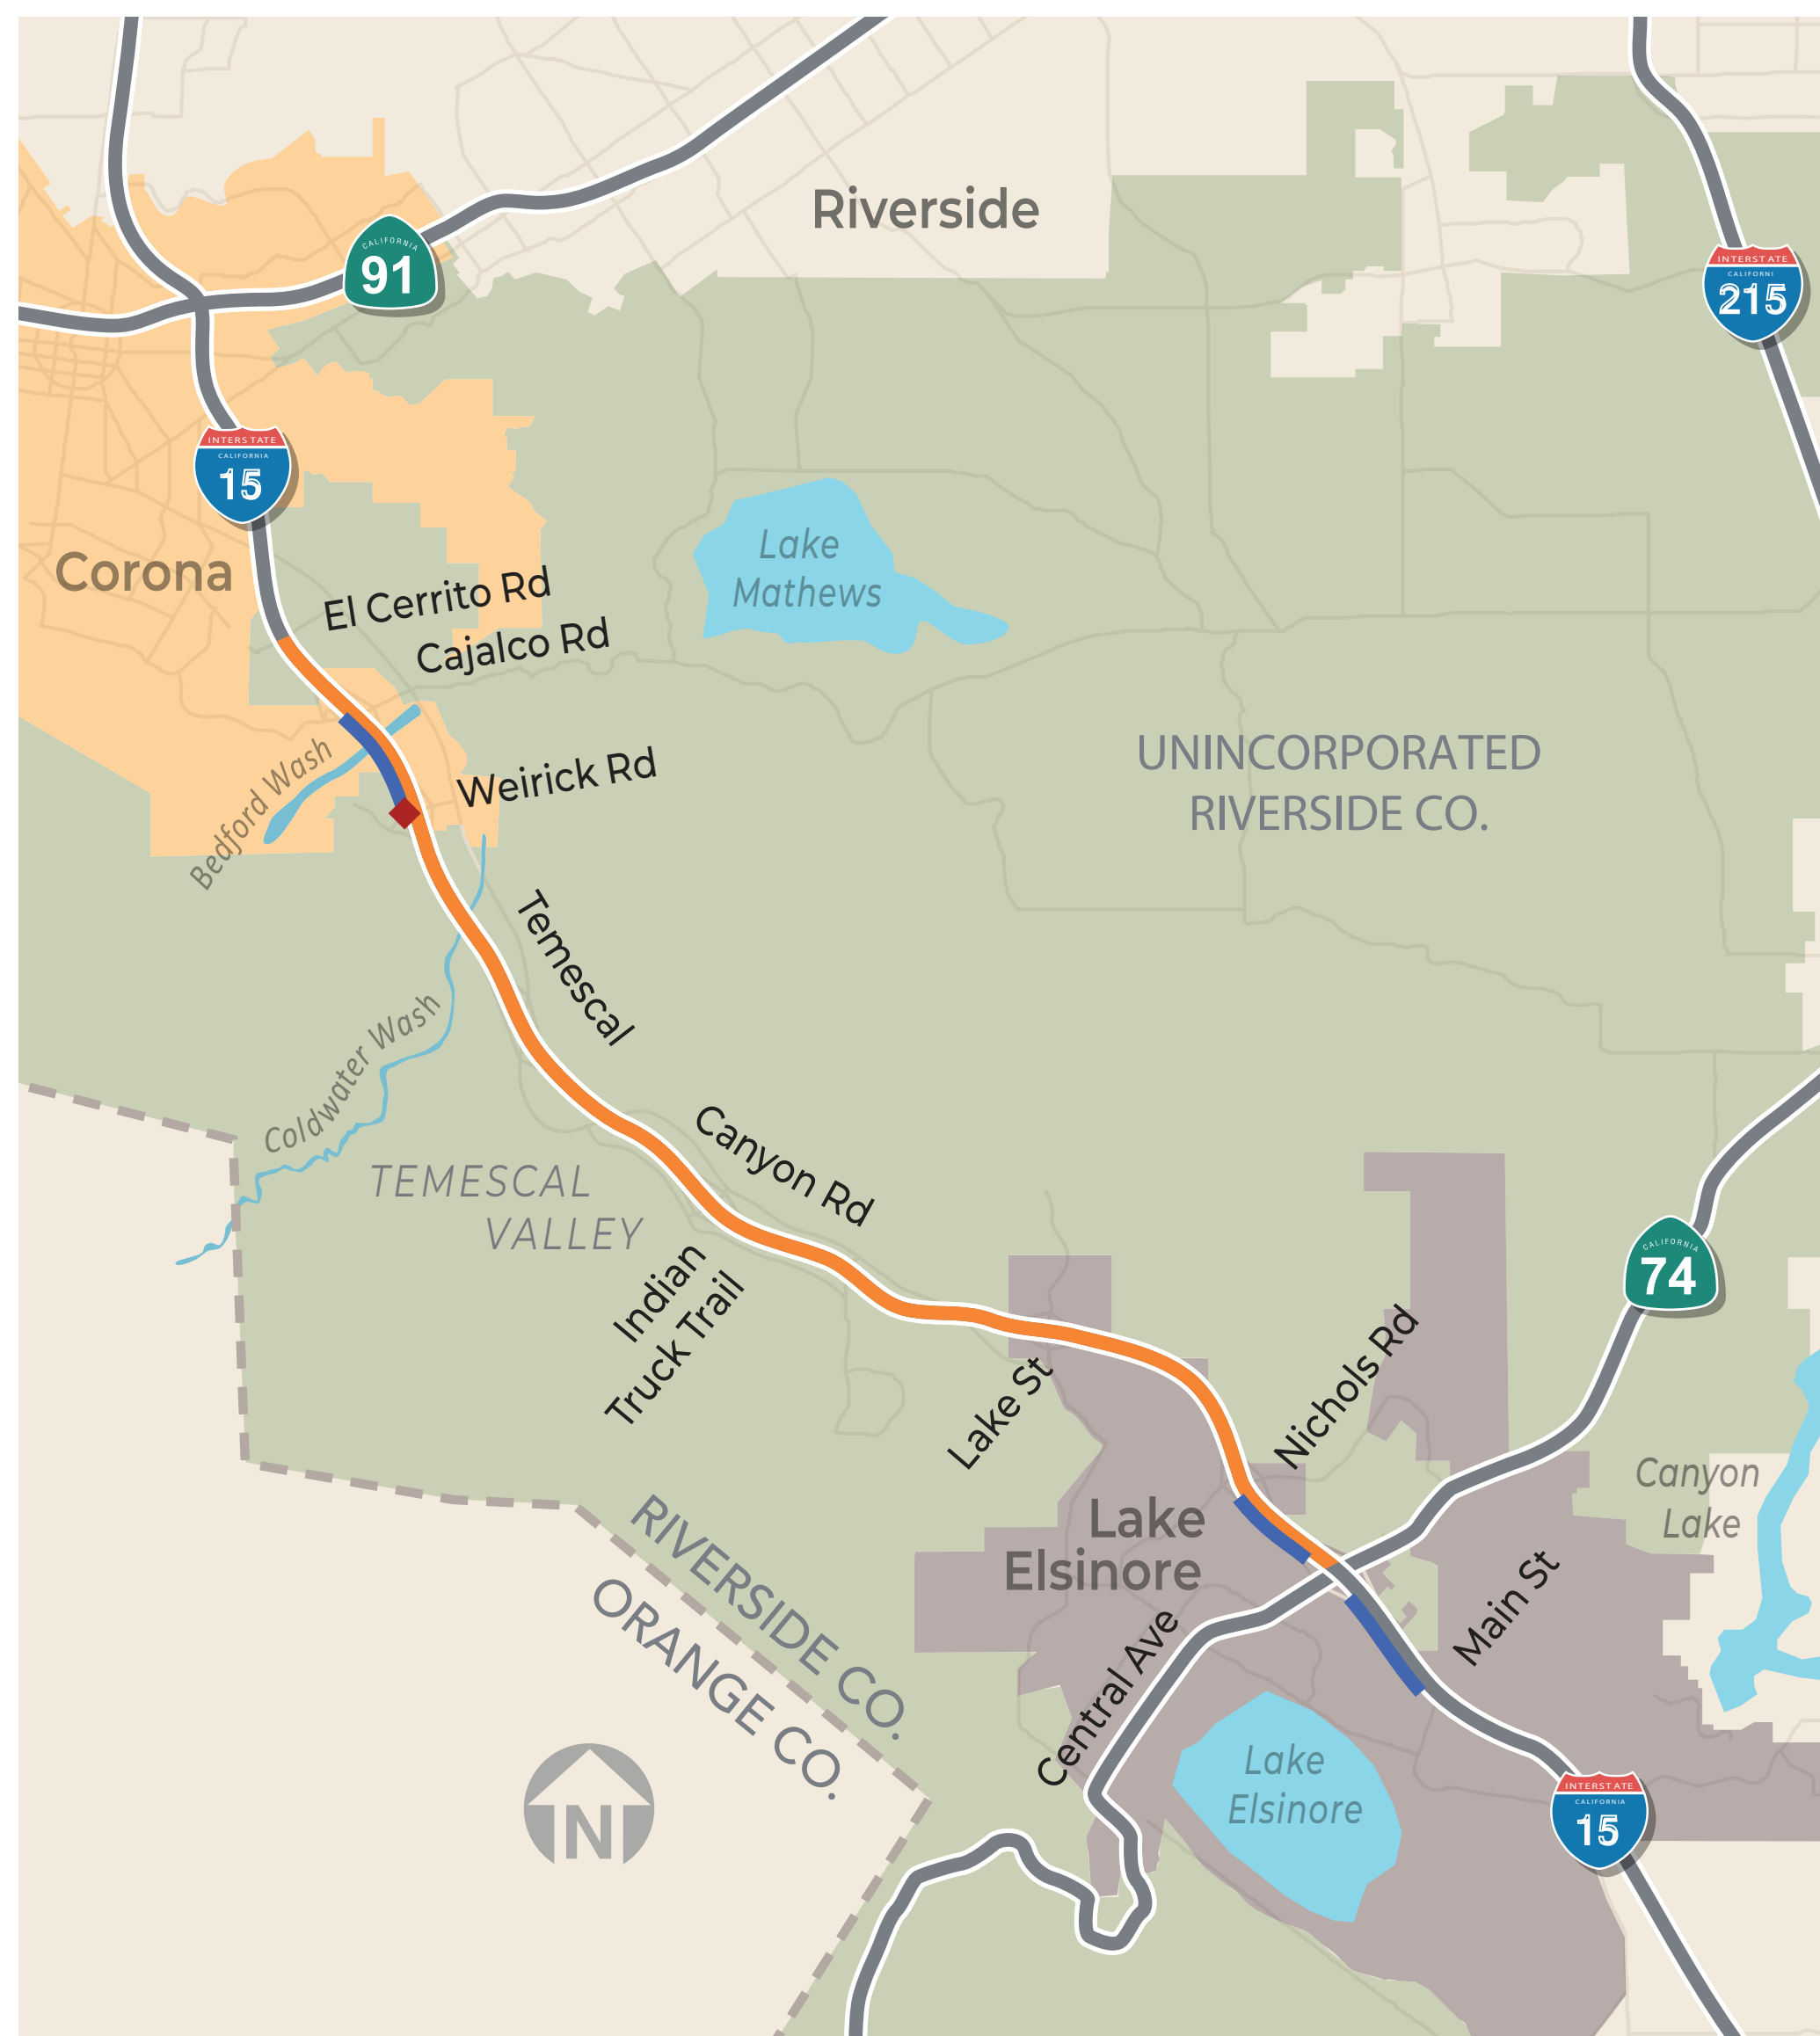 Riverside
CALIFORNIA
91
INTERSTATE
CALIFORNI
215
INTERSTATE
CALIFORNIA
15
Corona
Lake
Mathews
El Cerrito Rd
Cajalco Rd
UNINCORPORATED
RIVERSIDE CO.
Weirick Rd
Bedford Wash
Temescal
Canyon Rd
Coldwater Wash
TEMESCAL
VALLEY
Indian
Truck Trail
CALIFORNIA
74
Lake St
Nichols Rd
Canyon
Lake
Lake
Elsinore
RIVERSIDE CO.
ORANGE CO.
Main St
Central Ave
Lake
Elsinore
INTERSTATE
CALIFORNIA
15
N